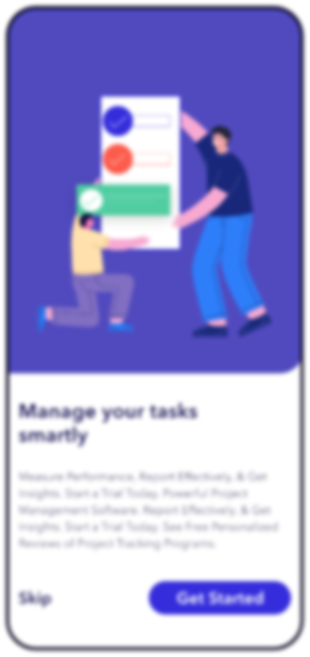 Manage your tasks
smartly
Measure Performance, Report Effectively, & Get
Insights. Start a Trial Today. Powerful Project
Management Software. Report Effectively, & Get
Insights. Start a Trial Today. See Free Personalized
Reviews of Project Tracking Programs.
Skip
Get Started